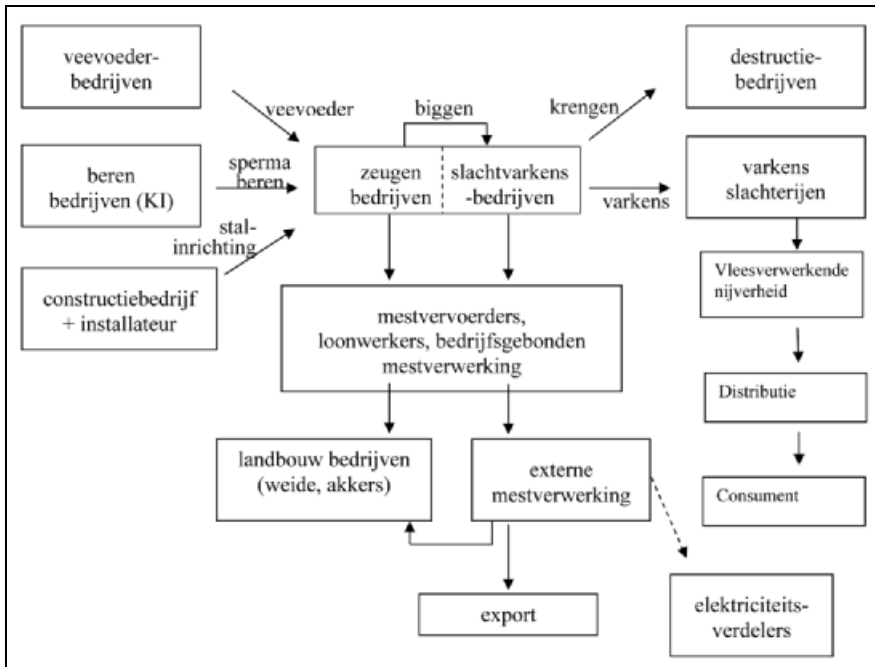 veevoeder-
bedrijven
destructie-
bedrijven
veevoeder
biggen
krengen
beren
bedrijven (KI)
sperma
beren
zeugen
bedrijven
slachtvarkens
-bedrijven
varkens
varkens
slachterijen
stal-
inrichting
constructiebedrijf
+ installateur
Vleesverwerkende
nijverheid
mestvervoerders,
loonwerkers, bedrijfsgebonden
mestverwerking
Distributie
landbouw bedrijven
(weide, akkers)
externe
mestverwerking
Consument
export
elektriciteits-
verdelers